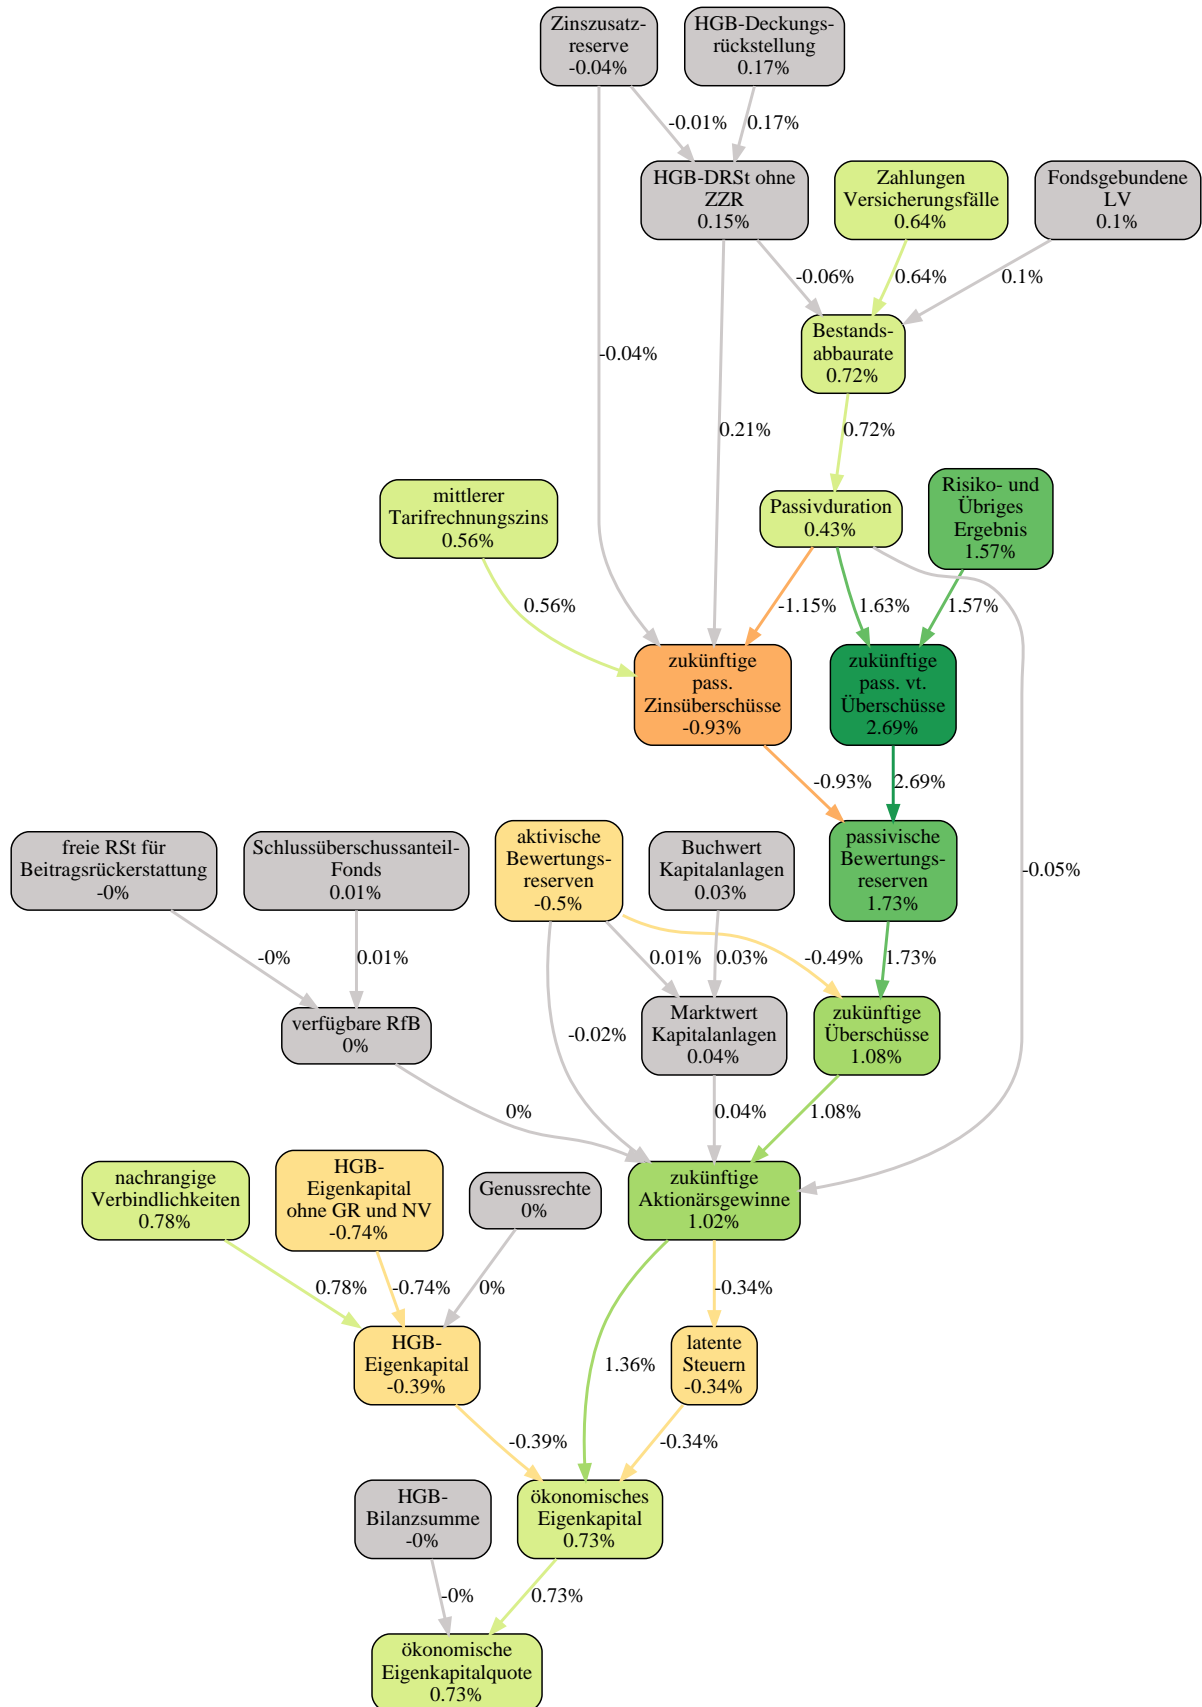 Zinszusatz-
reserve
-0.04%
HGB-Deckungs-
rückstellung
0.17%
-0.01%
0.17%
HGB-DRSt ohne
ZZR
0.15%
Zahlungen
Versicherungsfälle
0.64%
Fondsgebundene
LV
0.1%
-0.06%
0.64%
0.1%
Bestands-
abbaurate
0.72%
-0.04%
0.21%
0.72%
mittlerer
Tarifrechnungszins
0.56%
Passivduration
0.43%
Risiko- und
Übriges
Ergebnis
1.57%
0.56%
-1.15%
1.63%
1.57%
zukünftige
pass.
Zinsüberschüsse
-0.93%
zukünftige
pass. vt.
Überschüsse
2.69%
-0.93%
2.69%
freie RSt für
Beitragsrückerstattung
-0%
Schlussüberschussanteil-
Fonds
0.01%
aktivische
Bewertungs-
reserven
-0.5%
Buchwert
Kapitalanlagen
0.03%
passivische
Bewertungs-
reserven
1.73%
-0.05%
-0%
0.01%
0.01%
0.03%
-0.49%
1.73%
verfügbare RfB
0%
-0.02%
Marktwert
Kapitalanlagen
0.04%
zukünftige
Überschüsse
1.08%
0%
0.04%
1.08%
nachrangige
Verbindlichkeiten
0.78%
HGB-
Eigenkapital
ohne GR und NV
-0.74%
Genussrechte
0%
zukünftige
Aktionärsgewinne
1.02%
0.78%
-0.74%
0%
-0.34%
HGB-
Eigenkapital
-0.39%
1.36%
latente
Steuern
-0.34%
-0.39%
-0.34%
HGB-
Bilanzsumme
-0%
ökonomisches
Eigenkapital
0.73%
-0%
0.73%
ökonomische
Eigenkapitalquote
0.73%